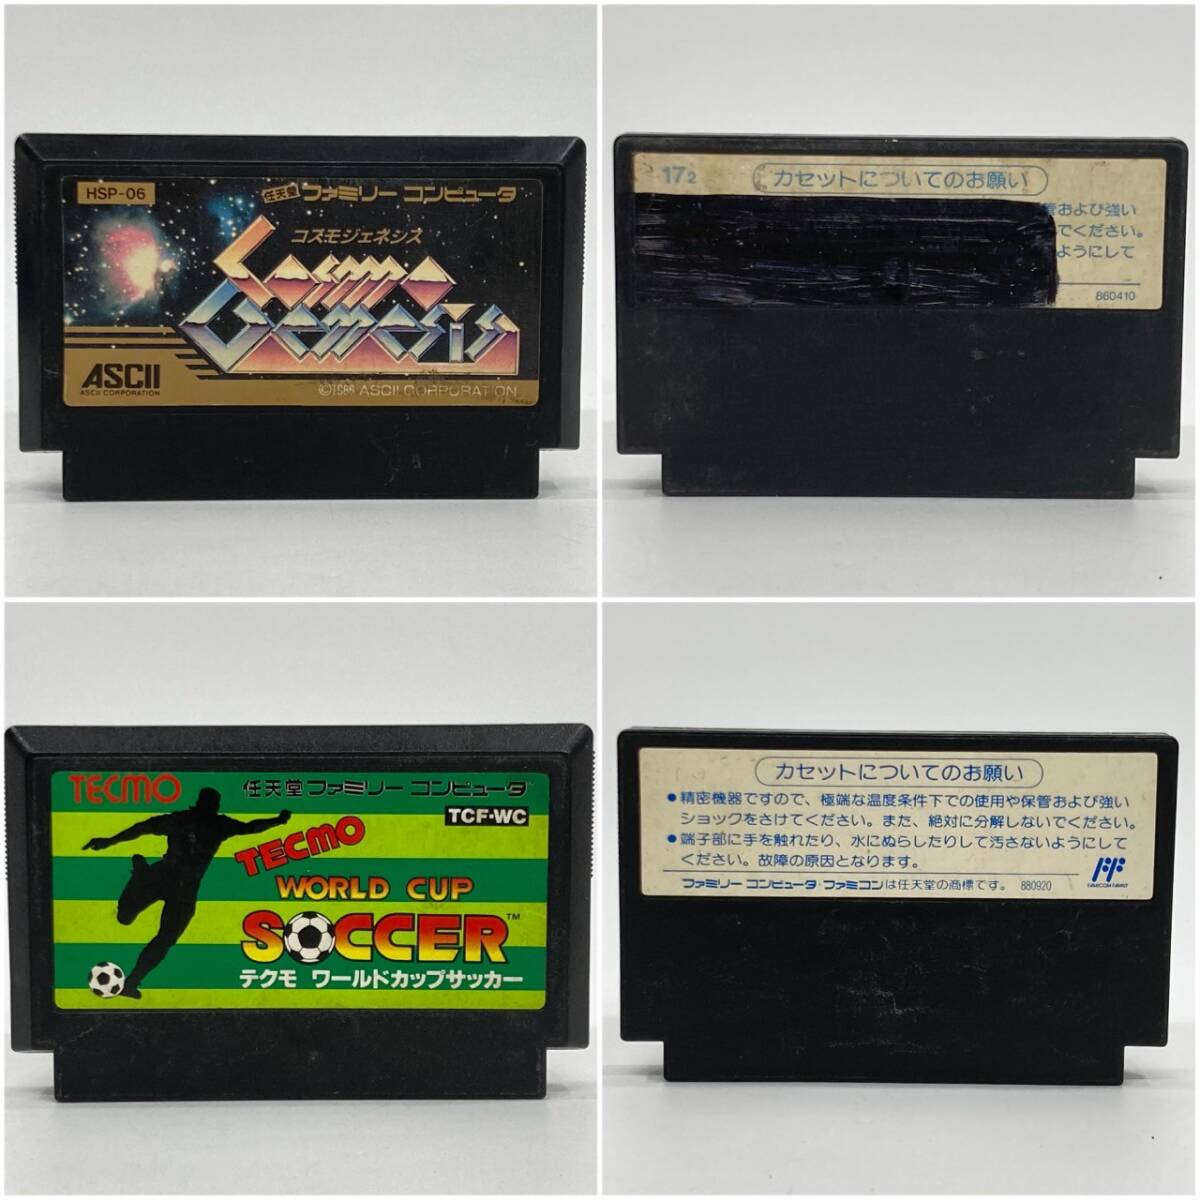 HSP-06
任天堂 ファミリー コンピュータ
コズモジェネシス
Cosmo
Genesis
ASCII
ASCII CORPORATION
©1986 ASCII CORPORATION
172
カセットについてのお願い
管および強い
でください。
ようにして
860410
TECMO
任天堂 ファミリー コンピュータ
TCF-WC
TECMO
WORLD CUP
SOCCER™
テクモ ワールドカップサッカー
カセットについてのお願い
●精密機器ですので、極端な温度条件下での使用や保管および強い
ショックをさけてください。また、絶対に分解しないでください。
●端子部に手を触れたり、水にぬらしたりして汚さないようにして
ください。故障の原因となります。
FF
FAMICOM FAMILY
ファミリー コンピュータ・ファミコンは任天堂の商標です。 880920